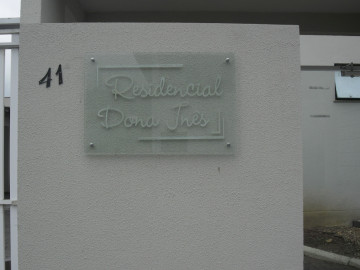 41
Residencial
Dona Inês